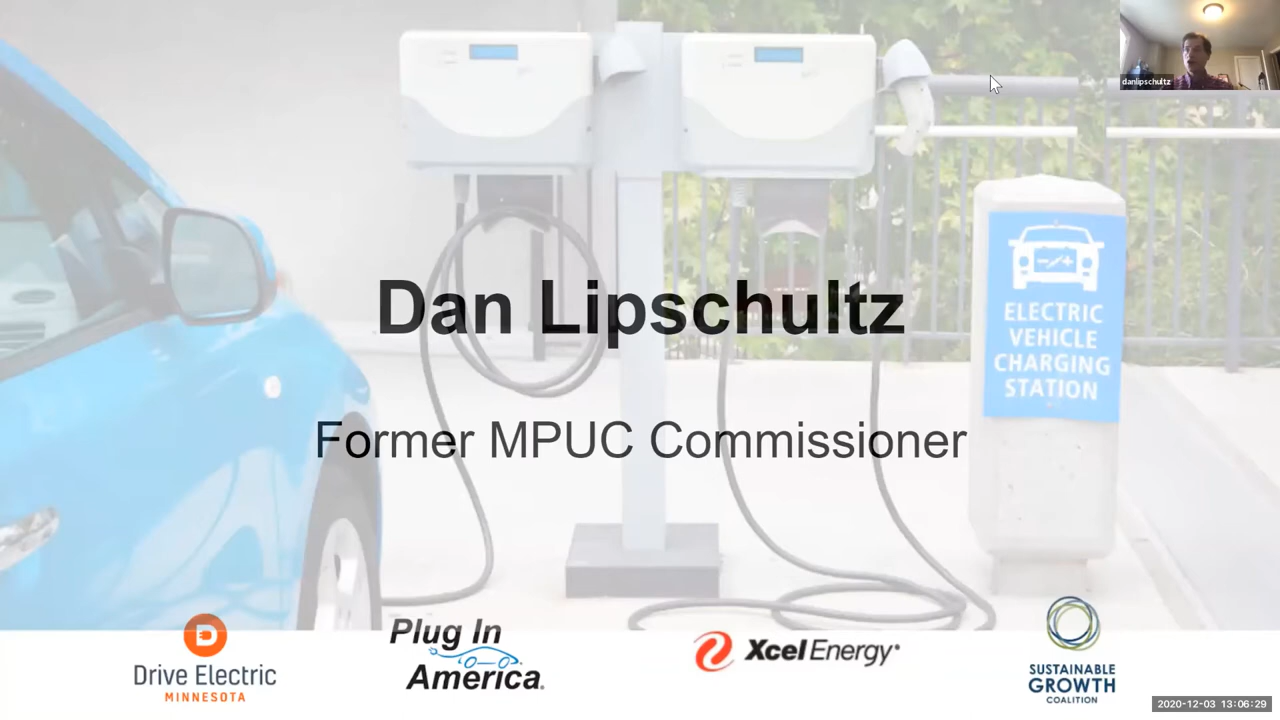 danlipschultz
ELECTRIC
VEHICLE
CHARGING
STATION
Dan Lipschultz
Former MPUC Commissioner
Drive Electric
MINNESOTA
Plug In
America.
Xcel Energy®
SUSTAINABLE
GROWTH
COALITION
2020-12-03 13:06:29